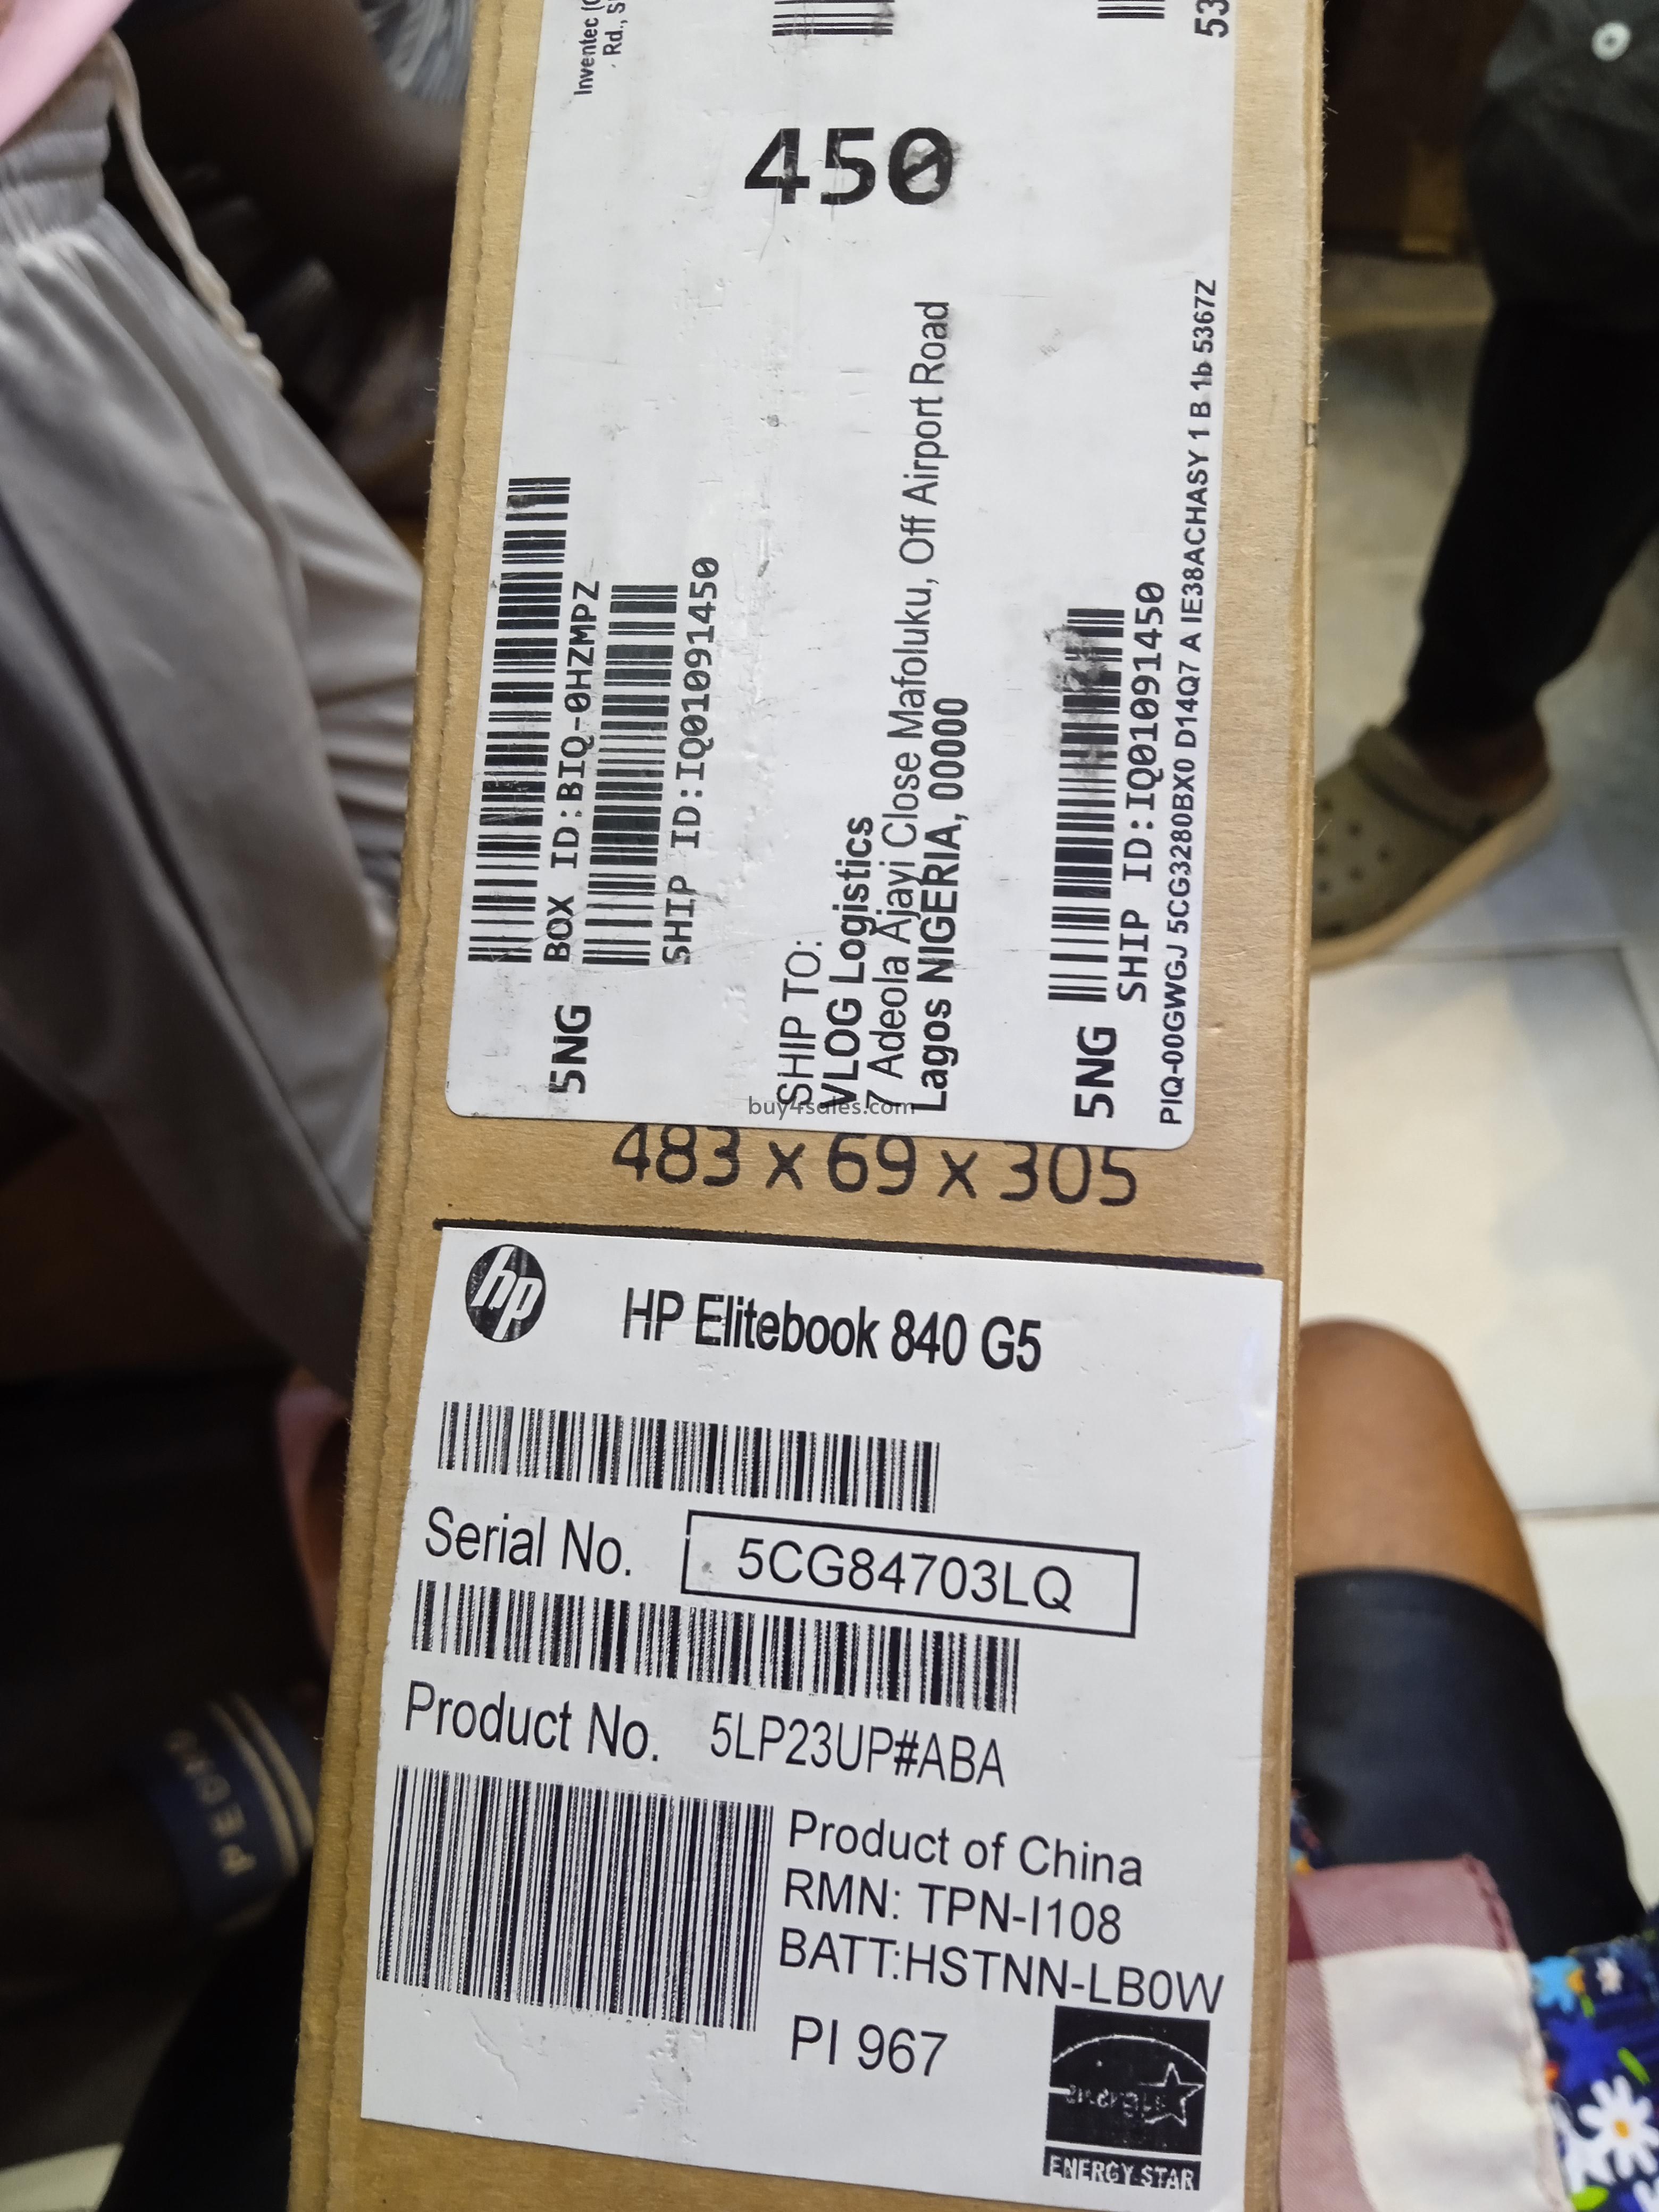 Inventec (
Rd., S
53
450
5NG
BOX ID:BIQ-0HZMPZ
SHIP ID:IQ01091450
SHIP TO:
VLOG Logistics
7 Adeola Ajayi Close Mafoluku, Off Airport Road
Lagos NIGERIA, 00000
5NG
SHIP ID:IQ01091450
PIQ-00GWGJ 5CG3280BX0 D14Q7 A IE38ACHASY 1 B 1b 5367Z
buy4sales.com
483 x 69 x 305
hp
HP Elitebook 840 G5
Serial No. 5CG84703LQ
Product No. 5LP23UP#ABA
Product of China
RMN: TPN-I108
BATT:HSTNN-LB0W
PI 967
ENERGY STAR